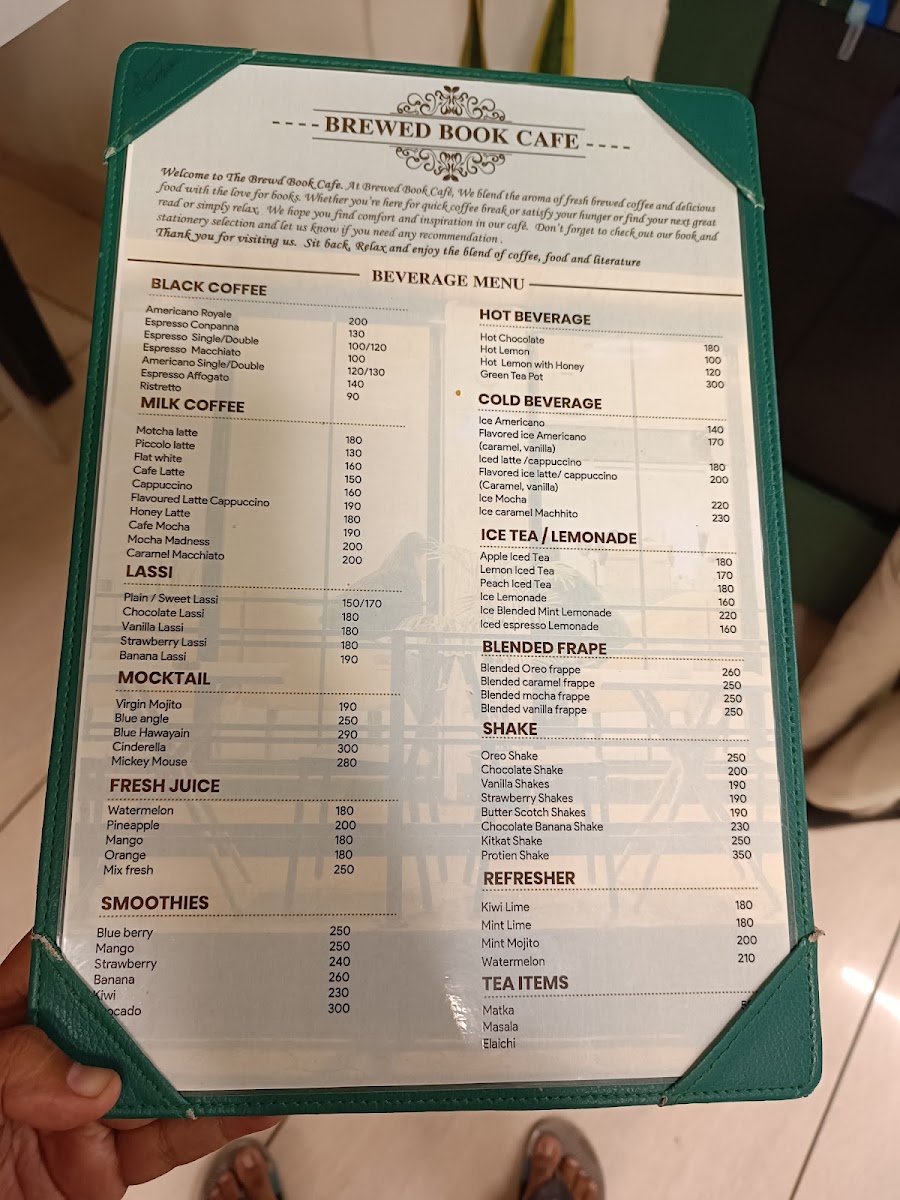 BREWED BOOK CAFE
Welcome to The Brewd Book Cafe. At Brewed Book Cafe, We blend the aroma of fresh brewed coffee and delicious
food with the love for books. Whether you're here for quick coffee break or satisfy your hunger or find your next great
read or simply relax, We hope you find comfort and inspiration in our cafe. Don't forget to check out our book and
stationery selection and let us know if you need any recommendation .
Thank you for visiting us. Sit back, Relax and enjoy the blend of coffee, food and literature
BEVERAGE MENU
BLACK COFFEE
Americano Royale 200
Espresso Conpanna 130
Espresso Single/Double 100/120
Espresso Macchiato 100
Americano Single/Double 120/130
Espresso Affogato 140
Ristretto 90
MILK COFFEE
Motcha latte 180
Piccolo latte 130
Flat white 160
Cafe Latte 150
Cappuccino 160
Flavoured Latte Cappuccino 190
Honey Latte 180
Cafe Mocha 190
Mocha Madness 200
Caramel Macchiato 200
LASSI
Plain / Sweet Lassi 150/170
Chocolate Lassi 180
Vanilla Lassi 180
Strawberry Lassi 180
Banana Lassi 190
MOCKTAIL
Virgin Mojito 190
Blue angle 250
Blue Hawayain 290
Cinderella 300
Mickey Mouse 280
FRESH JUICE
Watermelon 180
Pineapple 200
Mango 180
Orange 180
Mix fresh 250
SMOOTHIES
Blue berry 250
Mango 250
Strawberry 240
Banana 260
Kiwi 230
ocado 300
HOT BEVERAGE
Hot Chocolate 180
Hot Lemon 100
Hot Lemon with Honey 120
Green Tea Pot 300
COLD BEVERAGE
Ice Americano 140
Flavored ice Americano 170
(caramel, vanilla)
Iced latte /cappuccino 180
Flavored ice latte/ cappuccino 200
(Caramel, vanilla)
Ice Mocha 220
Ice caramel Machhito 230
ICE TEA / LEMONADE
Apple Iced Tea 180
Lemon Iced Tea 170
Peach Iced Tea 180
Ice Lemonade 160
Ice Blended Mint Lemonade 220
Iced espresso Lemonade 160
BLENDED FRAPE
Blended Oreo frappe 260
Blended caramel frappe 250
Blended mocha frappe 250
Blended vanilla frappe 250
SHAKE
Oreo Shake 250
Chocolate Shake 200
Vanilla Shakes 190
Strawberry Shakes 190
Butter Scotch Shakes 190
Chocolate Banana Shake 230
Kitkat Shake 250
Protien Shake 350
REFRESHER
Kiwi Lime 180
Mint Lime 180
Mint Mojito 200
Watermelon 210
TEA ITEMS
Matka
Masala
Elaichi